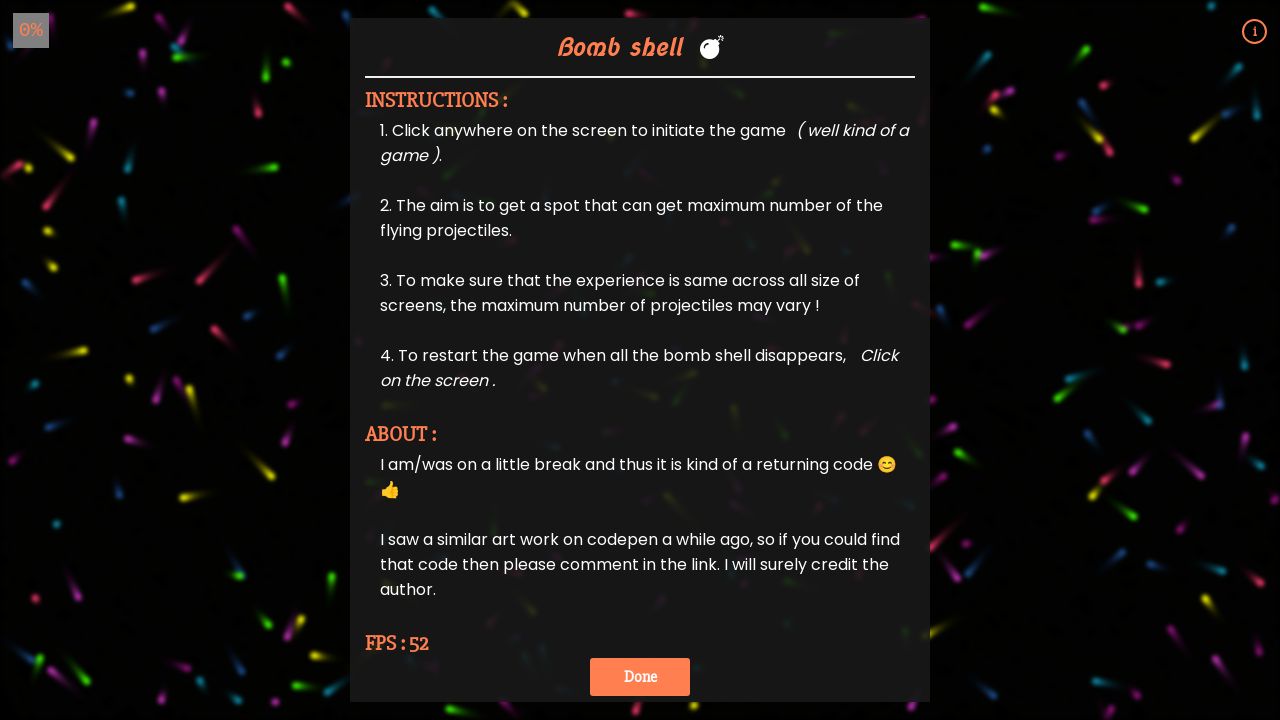 0%
i
Bomb shell 💣
INSTRUCTIONS :
1. Click anywhere on the screen to initiate the game ( well kind of a
game ).
2. The aim is to get a spot that can get maximum number of the
flying projectiles.
3. To make sure that the experience is same across all size of
screens, the maximum number of projectiles may vary !
4. To restart the game when all the bomb shell disappears, Click
on the screen .
ABOUT :
I am/was on a little break and thus it is kind of a returning code 😊
👍
I saw a similar art work on codepen a while ago, so if you could find
that code then please comment in the link. I will surely credit the
author.
FPS : 52
Done